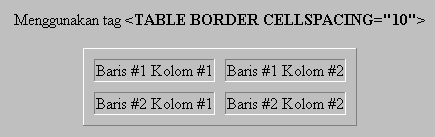 Menggunakan tag <TABLE BORDER CELLSPACING="10">
Baris #1 Kolom #1 Baris #1 Kolom #2
Baris #2 Kolom #1 Baris #2 Kolom #2